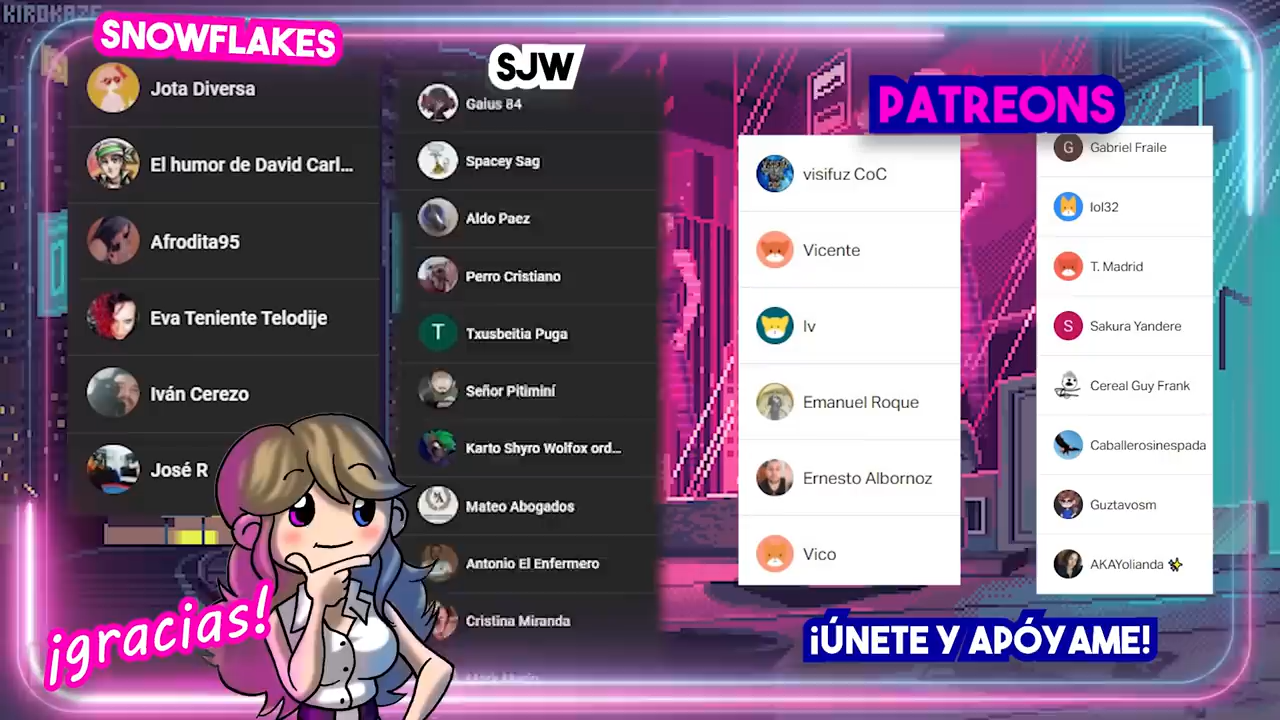 KIROKAZE
SNOWFLAKES
Jota Diversa
El humor de David Carl...
Afrodita95
Eva Teniente Telodije
Iván Cerezo
José R
SJW
Gaius 84
Spacey Sag
Aldo Paez
Perro Cristiano
T
Txusbeitia Puga
Señor Pitiminí
Karto Shyro Wolfox ord...
Mateo Abogados
Antonio El Enfermero
Cristina Miranda
PATREONS
visifuz CoC
Vicente
Iv
Emanuel Roque
Ernesto Albornoz
Vico
G
Gabriel Fraile
lol32
T. Madrid
S
Sakura Yandere
Cereal Guy Frank
Caballerosinespada
Guztavosm
AKAYolianda
¡gracias!
¡ÚNETE Y APÓYAME!